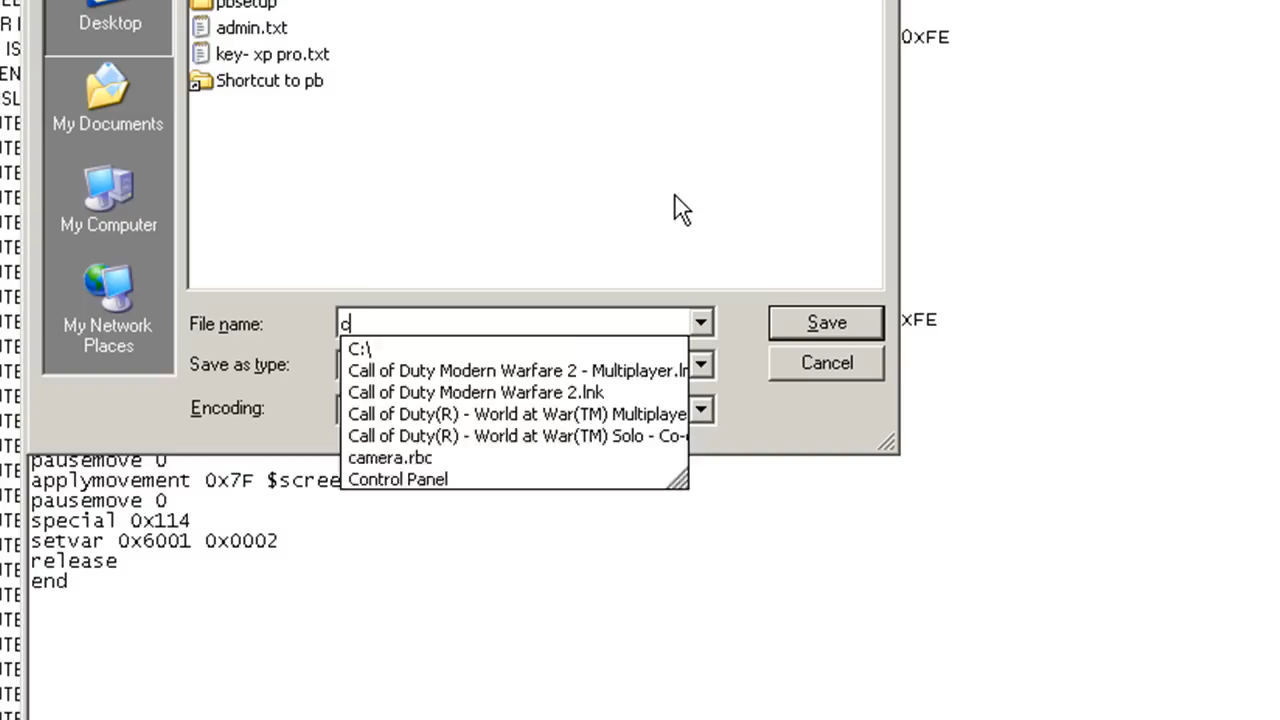 pbsetup
Desktop
admin.txt
0xFE
key- xp pro.txt
Shortcut to pb
My Documents
My Computer
My Network
Places
File name:
c
Save
xFE
C:\
Save as type:
Call of Duty Modern Warfare 2 - Multiplayer.ln
Cancel
Call of Duty Modern Warfare 2.lnk
Encoding:
Call of Duty(R) - World at War(TM) Multiplaye
Call of Duty(R) - World at War(TM) Solo - Co-
camera.rbc
Control Panel
pausemove 0
applymovement 0x7F $scree
pausemove 0
special 0x114
setvar 0x6001 0x0002
release
end